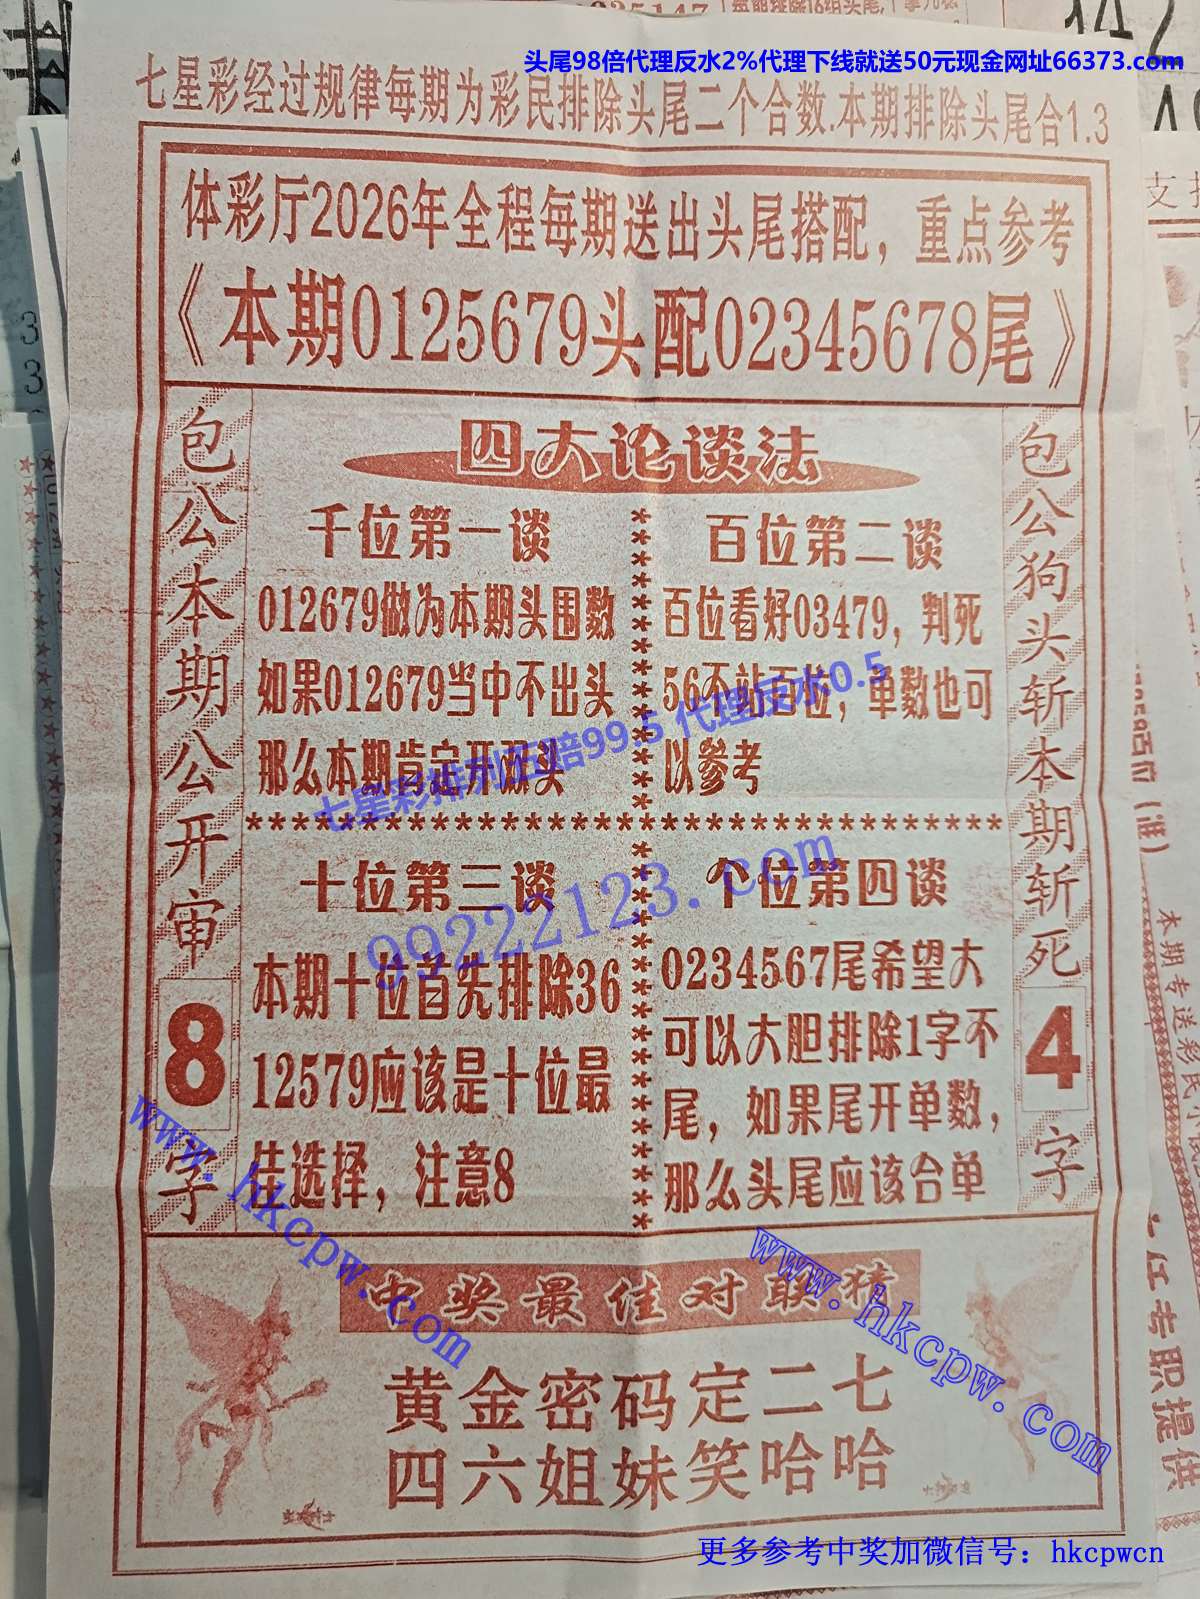 头尾98倍代理反水2%代理下线就送50元现金网址66373.com
七星彩经过规律每期为彩民排除头尾二个合数.本期排除头尾合1.3
体彩厅2026年全程每期送出头尾搭配，重点参考
《本期0125679头配02345678尾》
包公本期公开审8字
四大论谈法
千位第一谈
012679做为本期头围数
如果012679当中不出头
那么本期肯定开两头
百位第二谈
百位看好03479，判死
56不站百位，单数也可
以参考
七星彩排列五赔99.5 代理反水0.5
99222123.com
十位第三谈
本期十位首先排除36
12579应该是十位最
佳选择，注意8
个位第四谈
0234567尾希望大
可以大胆排除1字不
尾，如果尾开单数，
那么头尾应该合单
包公狗头斩本期斩死4字
www.hkcpw.com
www.hkcpw.com
中奖最佳对联猜
黄金密码定二七
四六姐妹笑哈哈
更多参考中奖加微信号：hkcpwcn
支持
本期专送彩民